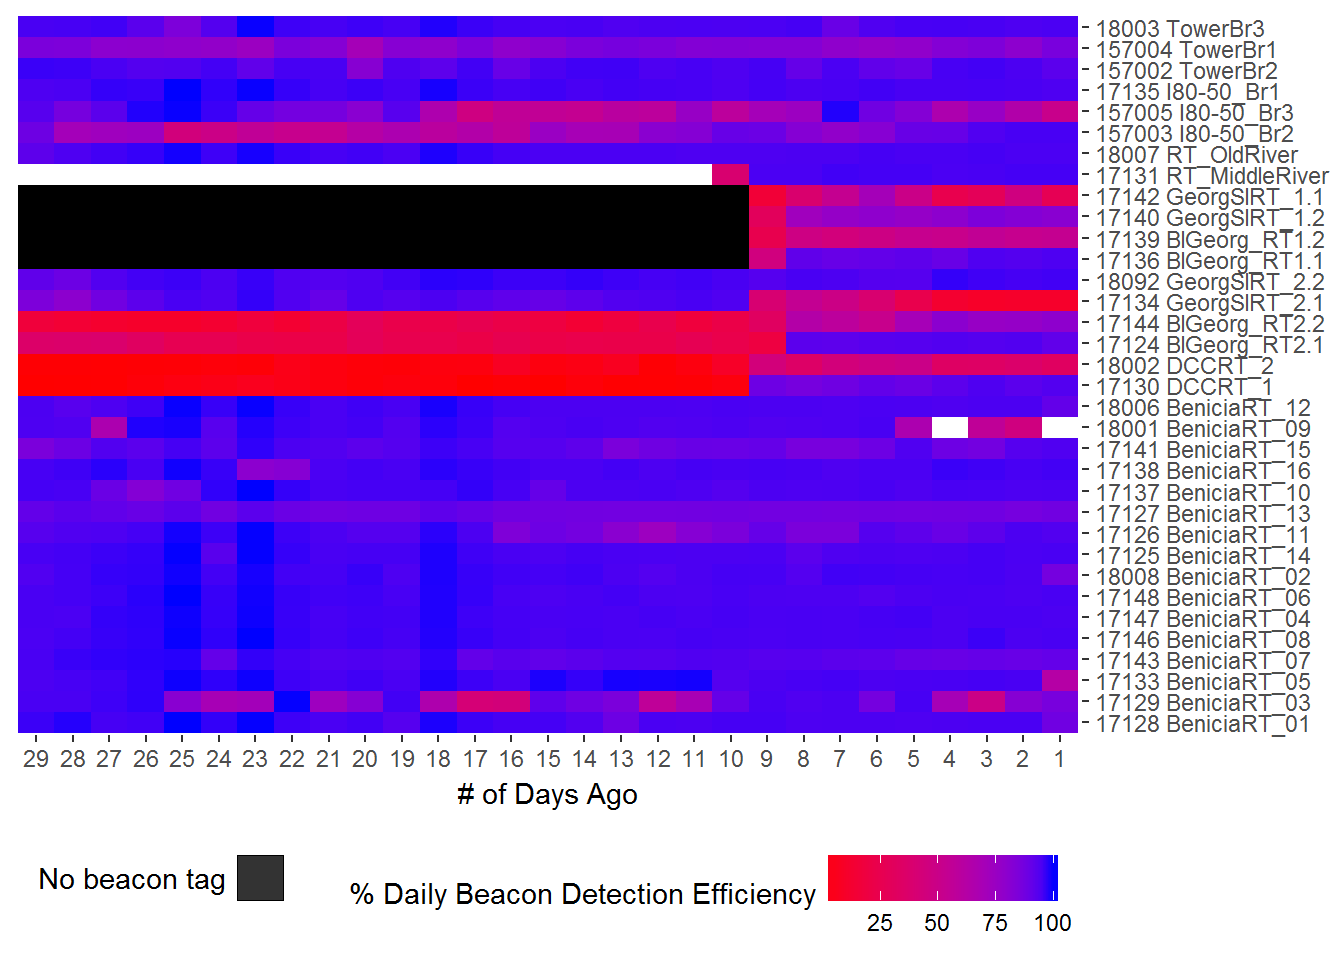 18003 TowerBr3
157004 TowerBr1
157002 TowerBr2
17135 I80-50_Br1
157005 I80-50_Br3
157003 I80-50_Br2
18007 RT_OldRiver
17131 RT_MiddleRiver
17142 GeorgSlRT_1.1
17140 GeorgSlRT_1.2
17139 BlGeorg_RT1.2
17136 BlGeorg_RT1.1
18092 GeorgSlRT_2.2
17134 GeorgSlRT_2.1
17144 BlGeorg_RT2.2
17124 BlGeorg_RT2.1
18002 DCCRT_2
17130 DCCRT_1
18006 BeniciaRT_12
18001 BeniciaRT_09
17141 BeniciaRT_15
17138 BeniciaRT_16
17137 BeniciaRT_10
17127 BeniciaRT_13
17126 BeniciaRT_11
17125 BeniciaRT_14
18008 BeniciaRT_02
17148 BeniciaRT_06
17147 BeniciaRT_04
17146 BeniciaRT_08
17143 BeniciaRT_07
17133 BeniciaRT_05
17129 BeniciaRT_03
17128 BeniciaRT_01
29 28 27 26 25 24 23 22 21 20 19 18 17 16 15 14 13 12 11 10 9 8 7 6 5 4 3 2 1
# of Days Ago
No beacon tag
% Daily Beacon Detection Efficiency
25 50 75 100